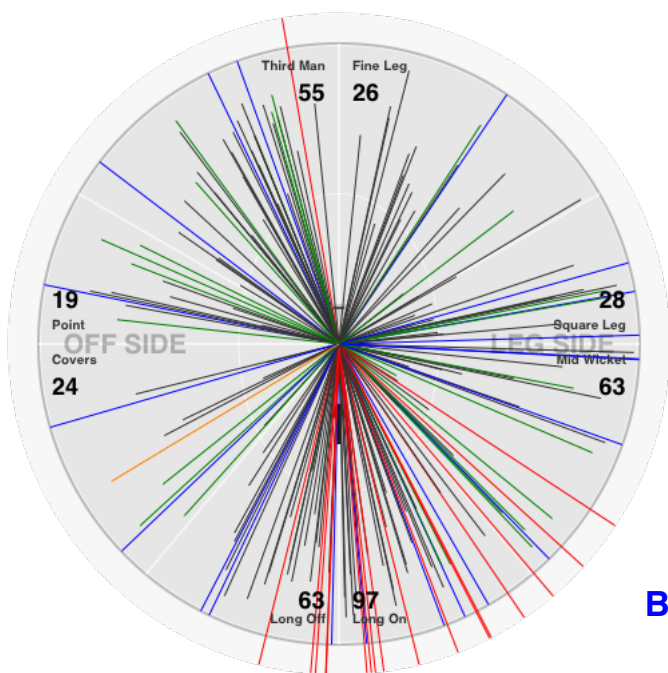 Third Man Fine Leg
55 26
19 28
Point Square Leg
OFF SIDE LEG SIDE
Covers Mid Wicket
24 63
B
63 97
Long Off Long On